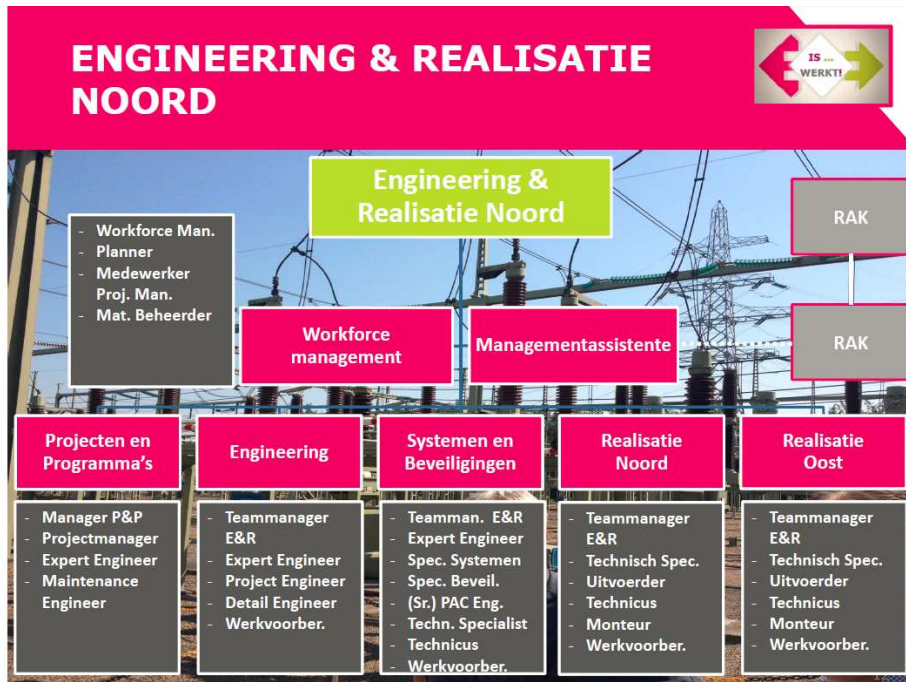 ENGINEERING & REALISATIE
NOORD
IS ...
WERKT!
Engineering &
Realisatie Noord
RAK
- Workforce Man.
- Planner
- Medewerker
Proj. Man.
- Mat. Beheerder
Workforce
management
Managementassistente
RAK
Projecten en
Programma's
Engineering
Systemen en
Beveiligingen
Realisatie
Noord
Realisatie
Oost
- Manager P&P
- Projectmanager
- Expert Engineer
- Maintenance
Engineer
- Teammanager
E&R
- Expert Engineer
- Project Engineer
- Detail Engineer
- Werkvoorber.
- Teamman. E&R
- Expert Engineer
- Spec. Systemen
- Spec. Beveil.
- (Sr.) PAC Eng.
- Techn. Specialist
- Technicus
- Werkvoorber.
- Teammanager
E&R
- Technisch Spec.
- Uitvoerder
- Technicus
- Monteur
- Werkvoorber.
- Teammanager
E&R
- Technisch Spec.
- Uitvoerder
- Technicus
- Monteur
- Werkvoorber.